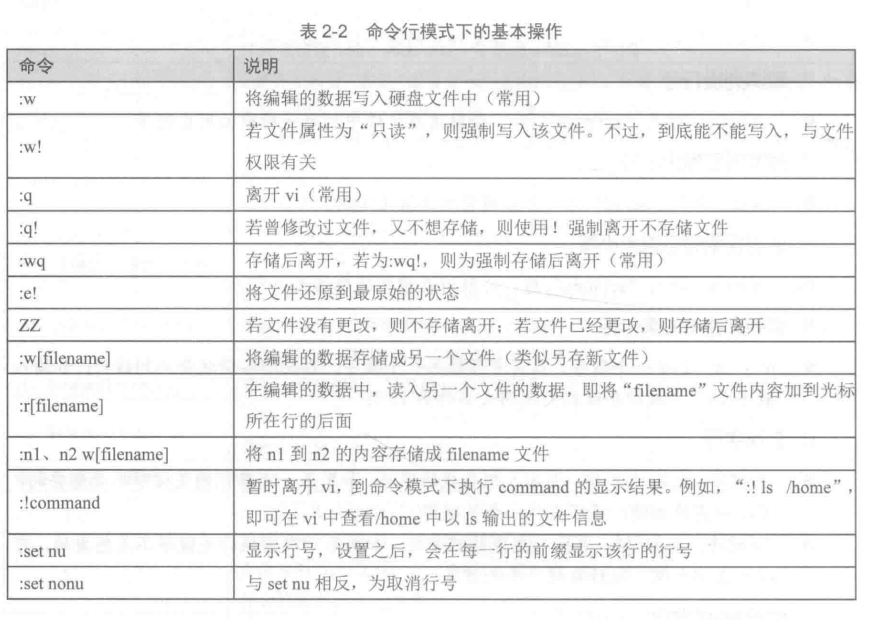 表 2-2 命令行模式下的基本操作
命令 说明
:w 将编辑的数据写入硬盘文件中（常用）
:w! 若文件属性为“只读”，则强制写入该文件。不过，到底能不能写入，与文件
权限有关
:q 离开 vi（常用）
:q! 若曾修改过文件，又不想存储，则使用！强制离开不存储文件
:wq 存储后离开，若为:wq!，则为强制存储后离开（常用）
:e! 将文件还原到最原始的状态
ZZ 若文件没有更改，则不存储离开；若文件已经更改，则存储后离开
:w[filename] 将编辑的数据存储成另一个文件（类似另存新文件）
:r[filename] 在编辑的数据中，读入另一个文件的数据，即将“filename”文件内容加到光标
所在行的后面
:n1、n2 w[filename] 将 n1 到 n2 的内容存储成 filename 文件
:!command 暂时离开 vi，到命令模式下执行 command 的显示结果。例如，“:! ls /home”，
即可在 vi 中查看/home 中以 ls 输出的文件信息
:set nu 显示行号，设置之后，会在每一行的前缀显示该行的行号
:set nonu 与 set nu 相反，为取消行号